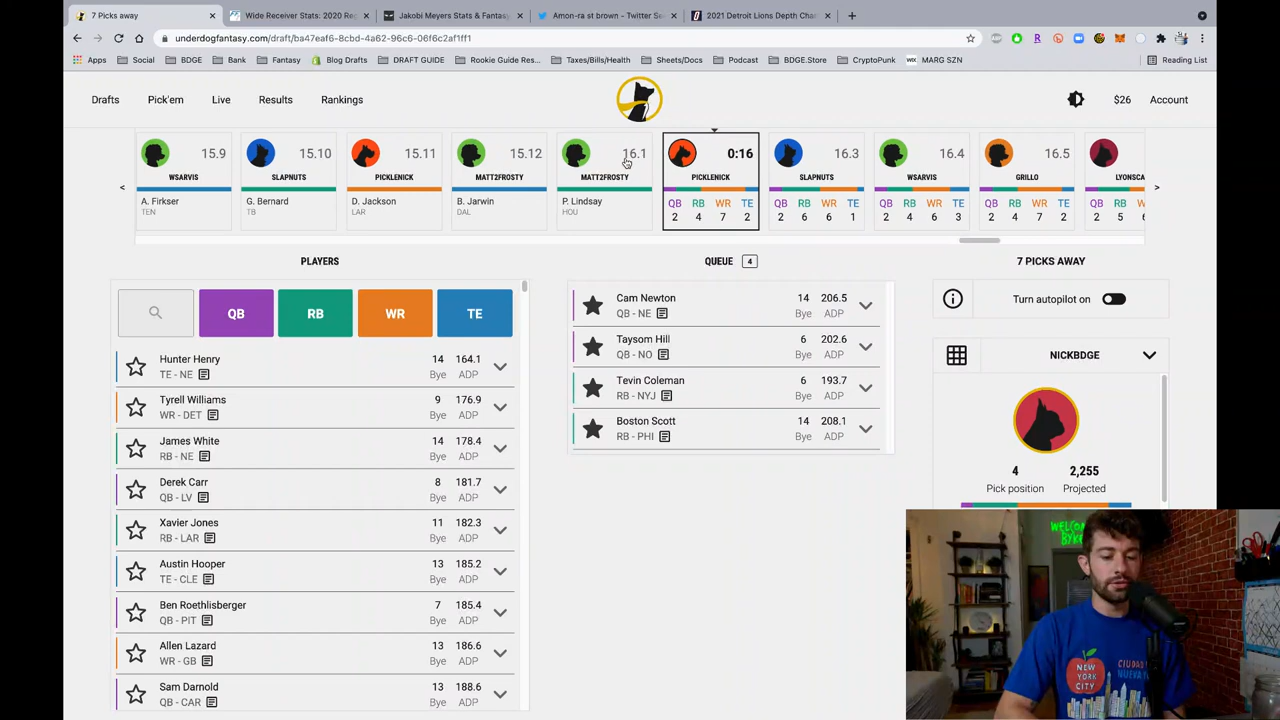 7 Picks away
Wide Receiver Stats: 2020 Re
Jakobi Meyers Stats & Fantasy
Amon-ra st brown - Twitter Se
2021 Detroit Lions Depth Cha
underdogfantasy.com/draft/ba47eaf6-8cbd-4a62-96c6-06f6c2af1ff1
Apps Social BDGE Bank Fantasy Blog Drafts DRAFT GUIDE Rookie Guide Res... Taxes/Bills/Health Sheets/Docs Podcast BDGE.Store CryptoPunk WIX MARG SZN Reading List
Drafts Pick'em Live Results Rankings $26 Account
15.9 15.10 15.11 15.12 16.1 0:16 16.3 16.4 16.5
WSARVIS SLAPNUTS PICKLENICK MATT2FROSTY MATT2FROSTY PICKLENICK SLAPNUTS WSARVIS GRILLO LYONSCA
A. Firkser G. Bernard D. Jackson B. Jarwin P. Lindsay QB RB WR TE QB RB WR TE QB RB WR TE QB RB WR TE QB RB
TEN TB LAR DAL HOU 2 4 7 2 2 6 6 1 2 4 6 3 2 4 7 2 2 5
< >
PLAYERS QUEUE 4 7 PICKS AWAY
QB RB WR TE
Hunter Henry 14 164.1
TE - NE Bye ADP
Tyrell Williams 9 176.9
WR - DET Bye ADP
James White 14 178.4
RB - NE Bye ADP
Derek Carr 8 181.7
QB - LV Bye ADP
Xavier Jones 11 182.3
RB - LAR Bye ADP
Austin Hooper 13 185.2
TE - CLE Bye ADP
Ben Roethlisberger 7 185.4
QB - PIT Bye ADP
Allen Lazard 13 186.6
WR - GB Bye ADP
Sam Darnold 13 188.6
QB - CAR Bye ADP
Cam Newton 14 206.5
QB - NE Bye ADP
Taysom Hill 6 202.6
QB - NO Bye ADP
Tevin Coleman 6 193.7
RB - NYJ Bye ADP
Boston Scott 14 208.1
RB - PHI Bye ADP
Turn autopilot on
NICKBDGE
4 2,255
Pick position Projected
NEW
YORK
CITY
CIUDAD